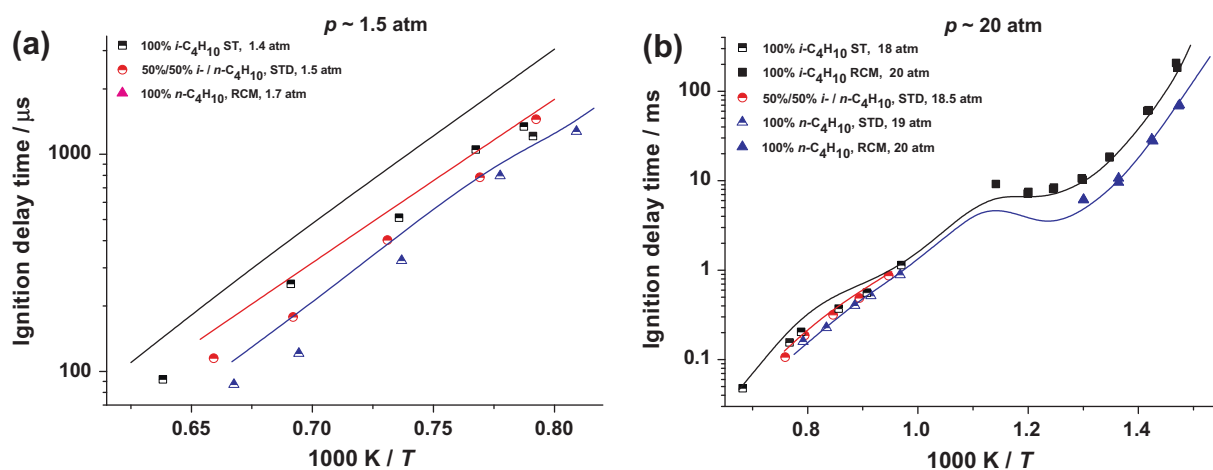 (a)
p ~ 1.5 atm
100% i-C₄H₁₀ ST, 1.4 atm
50%/50% i- / n-C₄H₁₀, STD, 1.5 atm
100% n-C₄H₁₀, RCM, 1.7 atm
Ignition delay time / μs
1000
100
0.65 0.70 0.75 0.80
1000 K / T
(b)
p ~ 20 atm
100% i-C₄H₁₀ ST, 18 atm
100% i-C₄H₁₀ RCM, 20 atm
50%/50% i- / n-C₄H₁₀, STD, 18.5 atm
100% n-C₄H₁₀, STD, 19 atm
100% n-C₄H₁₀, RCM, 20 atm
Ignition delay time / ms
100
10
1
0.1
0.8 1.0 1.2 1.4
1000 K / T